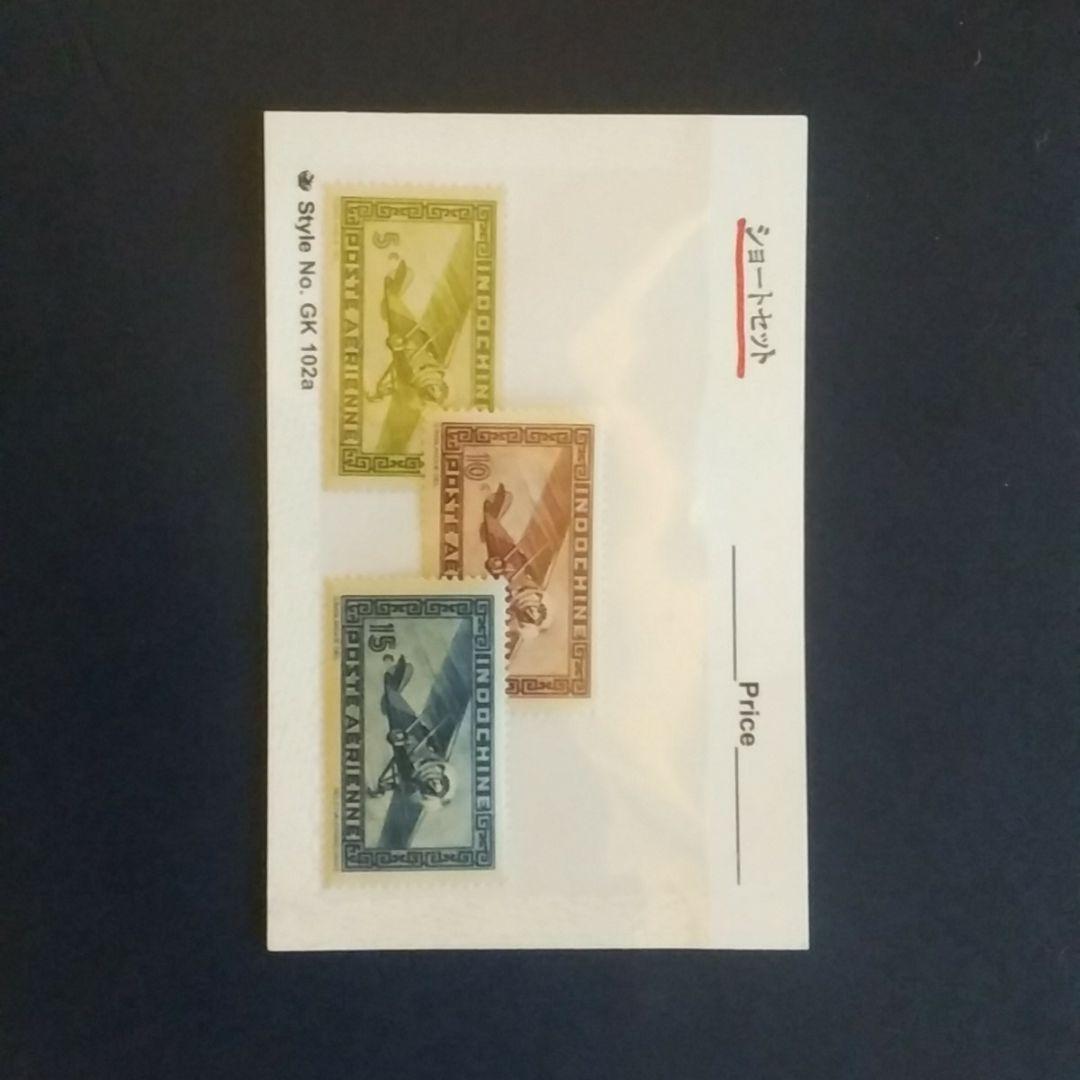 ショートセット
Price
INDOCHINE
5c
POSTE AERIENNE
INDOCHINE
10c
POSTE AE
INDOCHINE
15c
POSTE AERIENNE
Style No. GK 102a